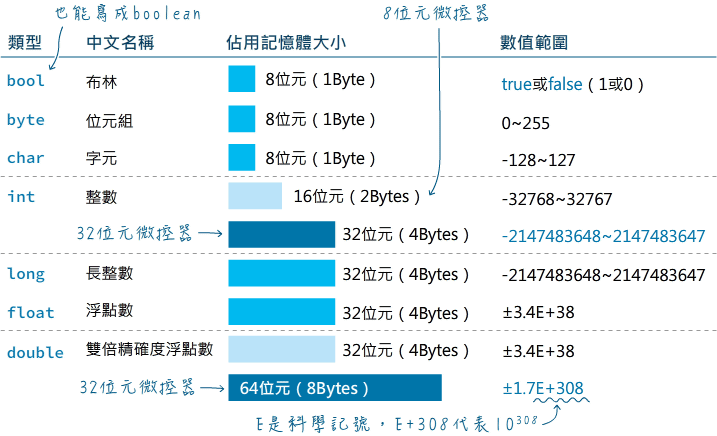 也能寫成boolean
8位元微控器
類型 中文名稱 佔用記憶體大小 數值範圍
bool 布林 8位元（1Byte） true或false（1或0）
byte 位元組 8位元（1Byte） 0~255
char 字元 8位元（1Byte） -128~127
int 整數 16位元（2Bytes） -32768~32767
32位元微控器 32位元（4Bytes） -2147483648~2147483647
long 長整數 32位元（4Bytes） -2147483648~2147483647
float 浮點數 32位元（4Bytes） ±3.4E+38
double 雙倍精確度浮點數 32位元（4Bytes） ±3.4E+38
32位元微控器 64位元（8Bytes） ±1.7E+308
E是科學記號，E+308代表10³⁰⁸